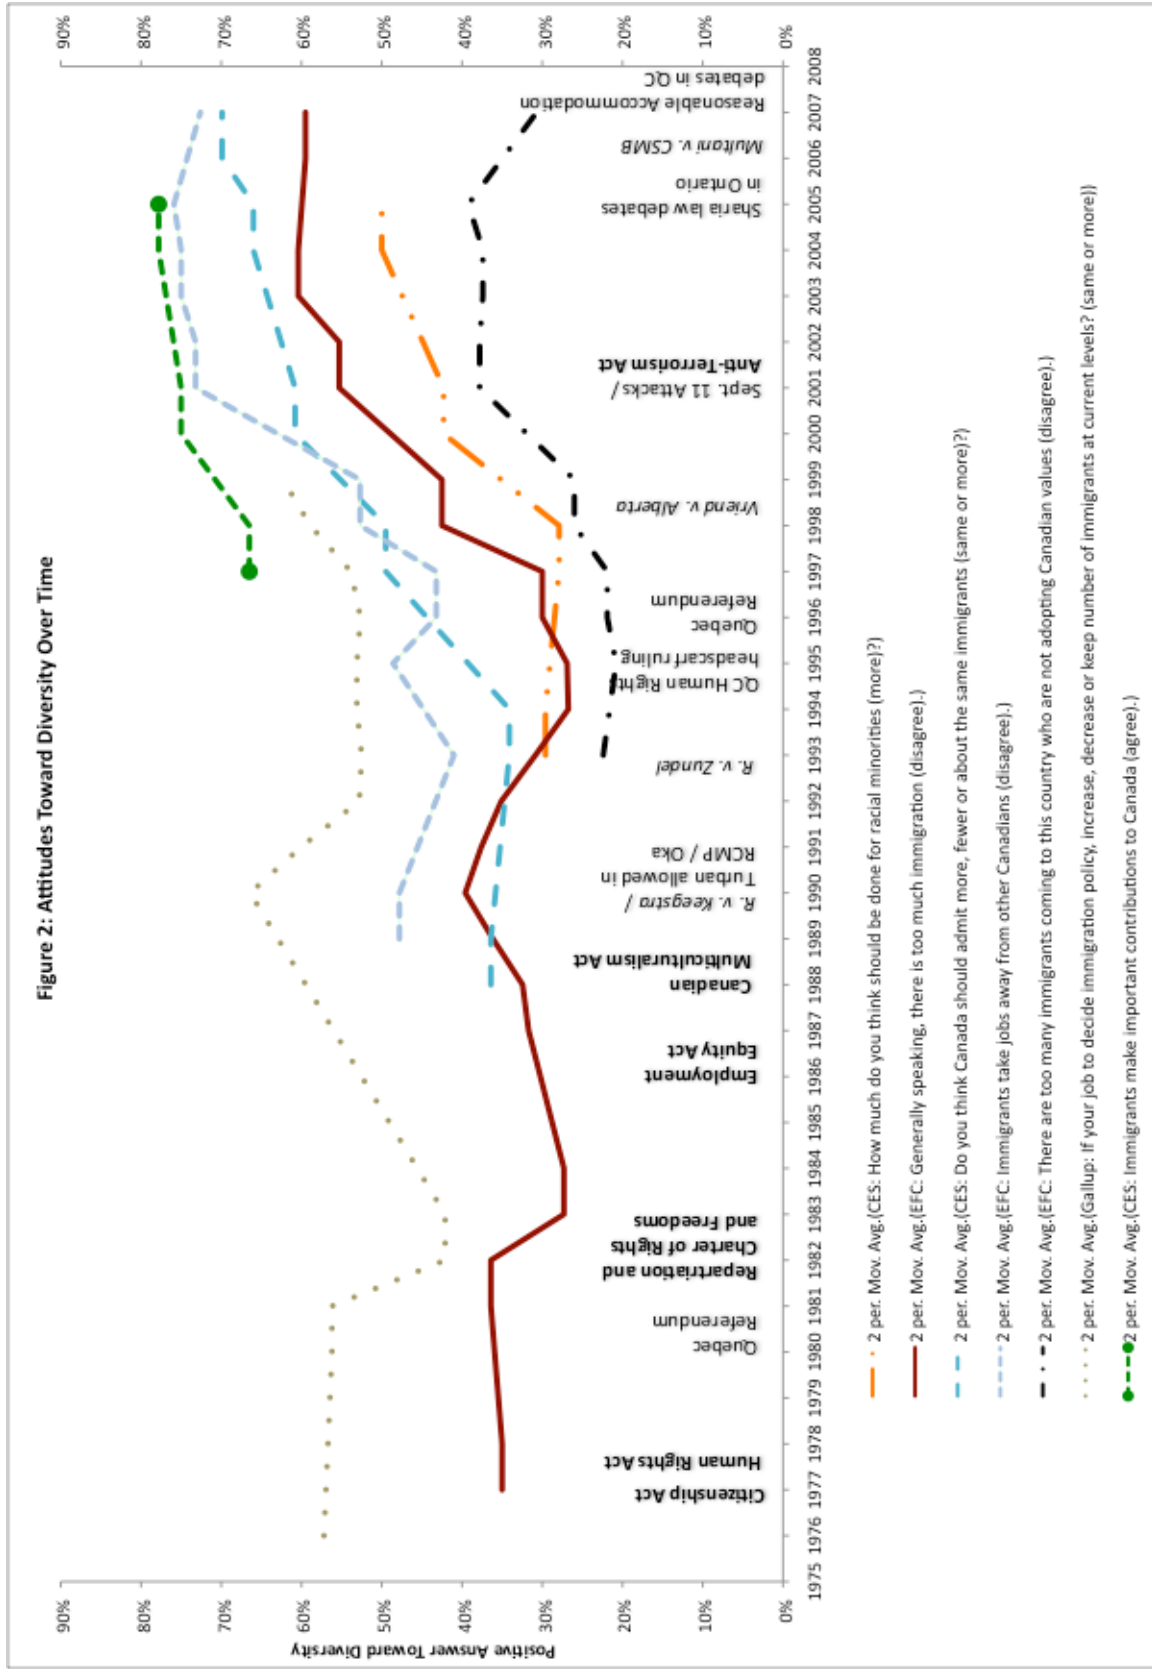 Figure 2: Attitudes Toward Diversity Over Time
Positive Answer Toward Diversity
90%
80%
70%
60%
50%
40%
30%
20%
10%
0%
90%
80%
70%
60%
50%
40%
30%
20%
10%
0%
Citizenship Act
Human Rights Act
Quebec
Referendum
Repartriation and
Charter of Rights
and Freedoms
Employment
Equity Act
Canadian
Multiculturalism Act
R. v. Keegstra /
Turban allowed in
RCMP / Oka
R. v. Zundel
QC Human Right
headscarf ruling
Quebec
Referendum
Vriend v. Alberta
Sept. 11 Attacks /
Anti-Terrorism Act
Sharia law debates
in Ontario
Multani v. CSMB
Reasonable Accommodation
debates in QC
1975 1976 1977 1978 1979 1980 1981 1982 1983 1984 1985 1986 1987 1988 1989 1990 1991 1992 1993 1994 1995 1996 1997 1998 1999 2000 2001 2002 2003 2004 2005 2006 2007 2008
2 per. Mov. Avg.(CES: How much do you think should be done for racial minorities (more)?)
2 per. Mov. Avg.(EFC: Generally speaking, there is too much immigration (disagree).)
2 per. Mov. Avg.(CES: Do you think Canada should admit more, fewer or about the same immigrants (same or more)?)
2 per. Mov. Avg.(EFC: Immigrants take jobs away from other Canadians (disagree).)
2 per. Mov. Avg.(EFC: There are too many immigrants coming to this country who are not adopting Canadian values (disagree).)
2 per. Mov. Avg.(Gallup: If your job to decide immigration policy, increase, decrease or keep number of immigrants at current levels? (same or more))
2 per. Mov. Avg.(CES: Immigrants make important contributions to Canada (agree).)